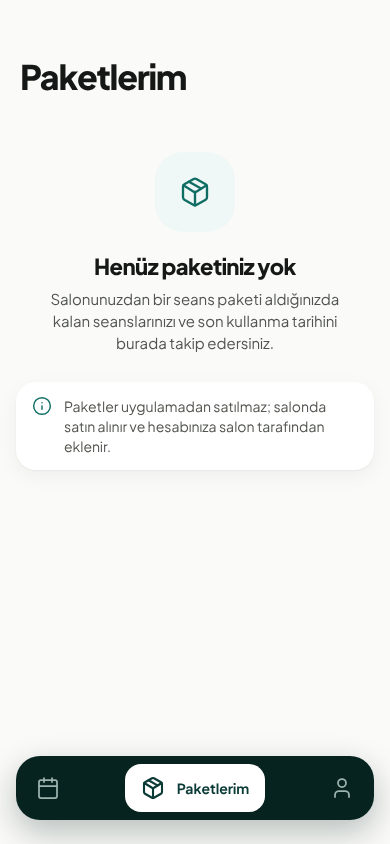 Paketlerim
Henüz paketiniz yok
Salonunuzdan bir seans paketi aldığınızda
kalan seanslarınızı ve son kullanma tarihini
burada takip edersiniz.
Paketler uygulamadan satılmaz; salonda
satın alınır ve hesabınıza salon tarafından
eklenir.
Paketlerim